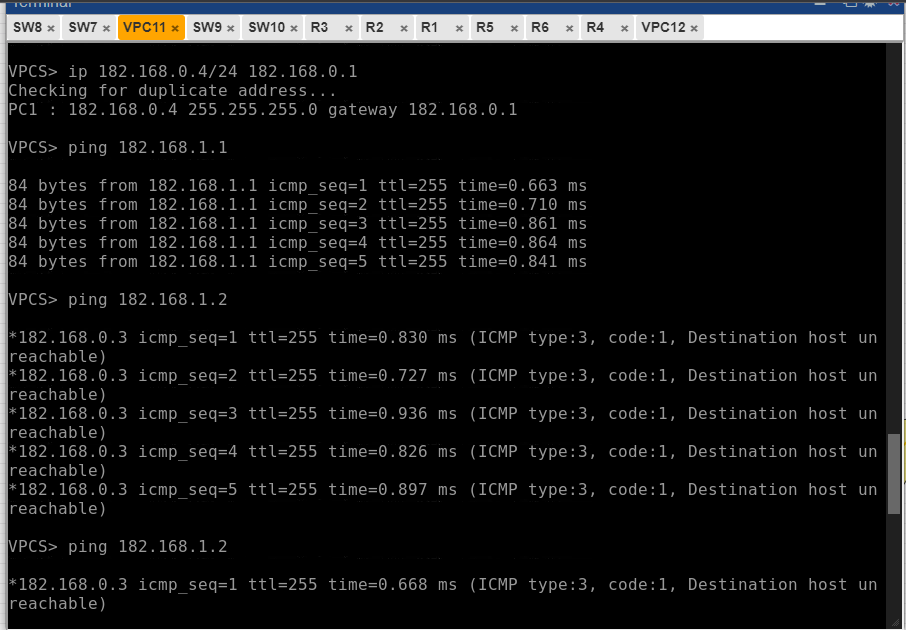 Terminal
SW8 × SW7 × VPC11 × SW9 × SW10 × R3 × R2 × R1 × R5 × R6 × R4 × VPC12 ×
VPCS> ip 182.168.0.4/24 182.168.0.1
Checking for duplicate address...
PC1 : 182.168.0.4 255.255.255.0 gateway 182.168.0.1
VPCS> ping 182.168.1.1
84 bytes from 182.168.1.1 icmp_seq=1 ttl=255 time=0.663 ms
84 bytes from 182.168.1.1 icmp_seq=2 ttl=255 time=0.710 ms
84 bytes from 182.168.1.1 icmp_seq=3 ttl=255 time=0.861 ms
84 bytes from 182.168.1.1 icmp_seq=4 ttl=255 time=0.864 ms
84 bytes from 182.168.1.1 icmp_seq=5 ttl=255 time=0.841 ms
VPCS> ping 182.168.1.2
*182.168.0.3 icmp_seq=1 ttl=255 time=0.830 ms (ICMP type:3, code:1, Destination host un
reachable)
*182.168.0.3 icmp_seq=2 ttl=255 time=0.727 ms (ICMP type:3, code:1, Destination host un
reachable)
*182.168.0.3 icmp_seq=3 ttl=255 time=0.936 ms (ICMP type:3, code:1, Destination host un
reachable)
*182.168.0.3 icmp_seq=4 ttl=255 time=0.826 ms (ICMP type:3, code:1, Destination host un
reachable)
*182.168.0.3 icmp_seq=5 ttl=255 time=0.897 ms (ICMP type:3, code:1, Destination host un
reachable)
VPCS> ping 182.168.1.2
*182.168.0.3 icmp_seq=1 ttl=255 time=0.668 ms (ICMP type:3, code:1, Destination host un
reachable)